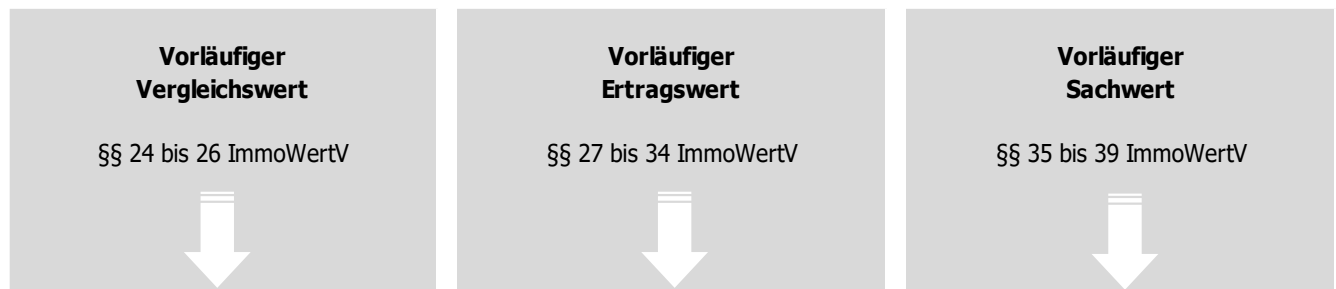 Vorläufiger
Vergleichswert
§§ 24 bis 26 ImmoWertV
Vorläufiger
Ertragswert
§§ 27 bis 34 ImmoWertV
Vorläufiger
Sachwert
§§ 35 bis 39 ImmoWertV